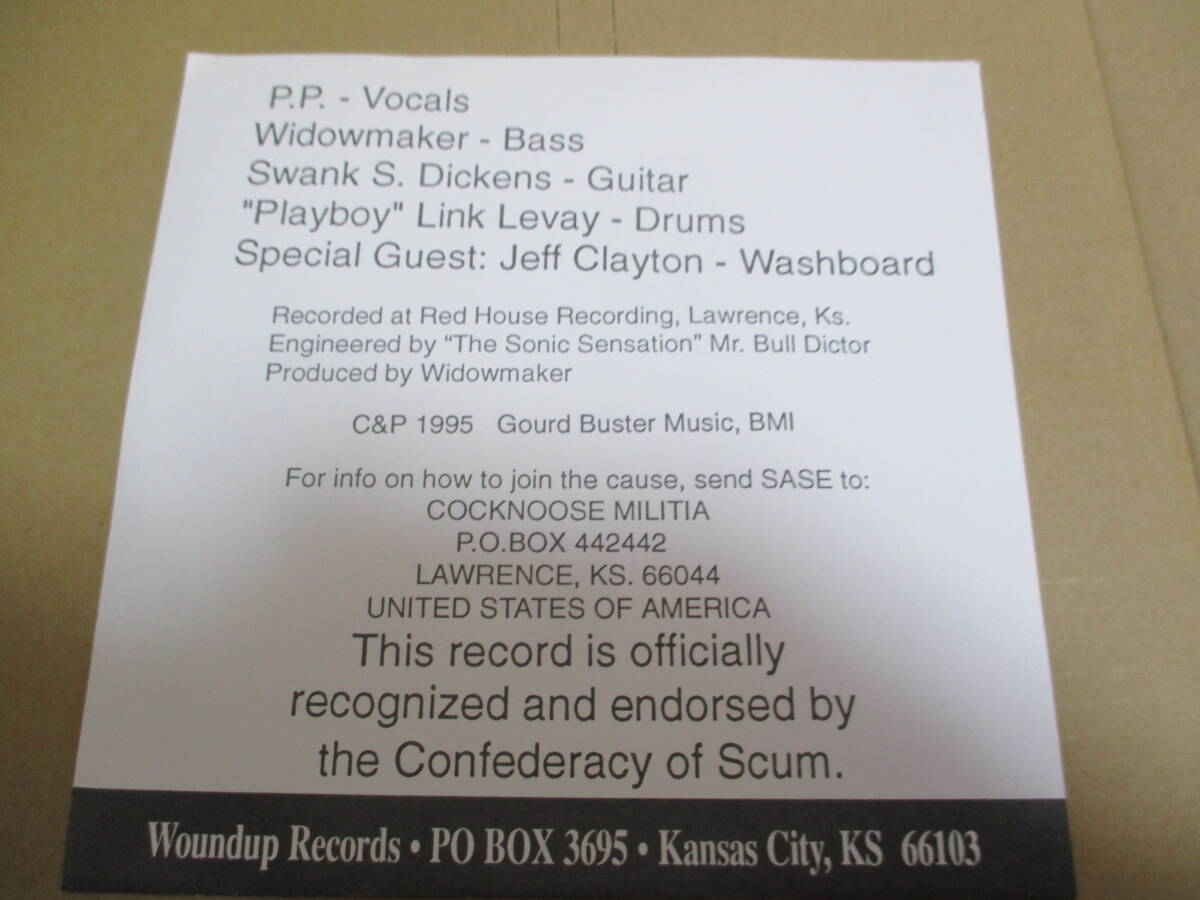 P.P. - Vocals
Widowmaker - Bass
Swank S. Dickens - Guitar
"Playboy" Link Levay - Drums
Special Guest: Jeff Clayton - Washboard
Recorded at Red House Recording, Lawrence, Ks.
Engineered by “The Sonic Sensation” Mr. Bull Dictor
Produced by Widowmaker
C&P 1995 Gourd Buster Music, BMI
For info on how to join the cause, send SASE to:
COCKNOOSE MILITIA
P.O.BOX 442442
LAWRENCE, KS. 66044
UNITED STATES OF AMERICA
This record is officially
recognized and endorsed by
the Confederacy of Scum.
Woundup Records • PO BOX 3695 • Kansas City, KS 66103